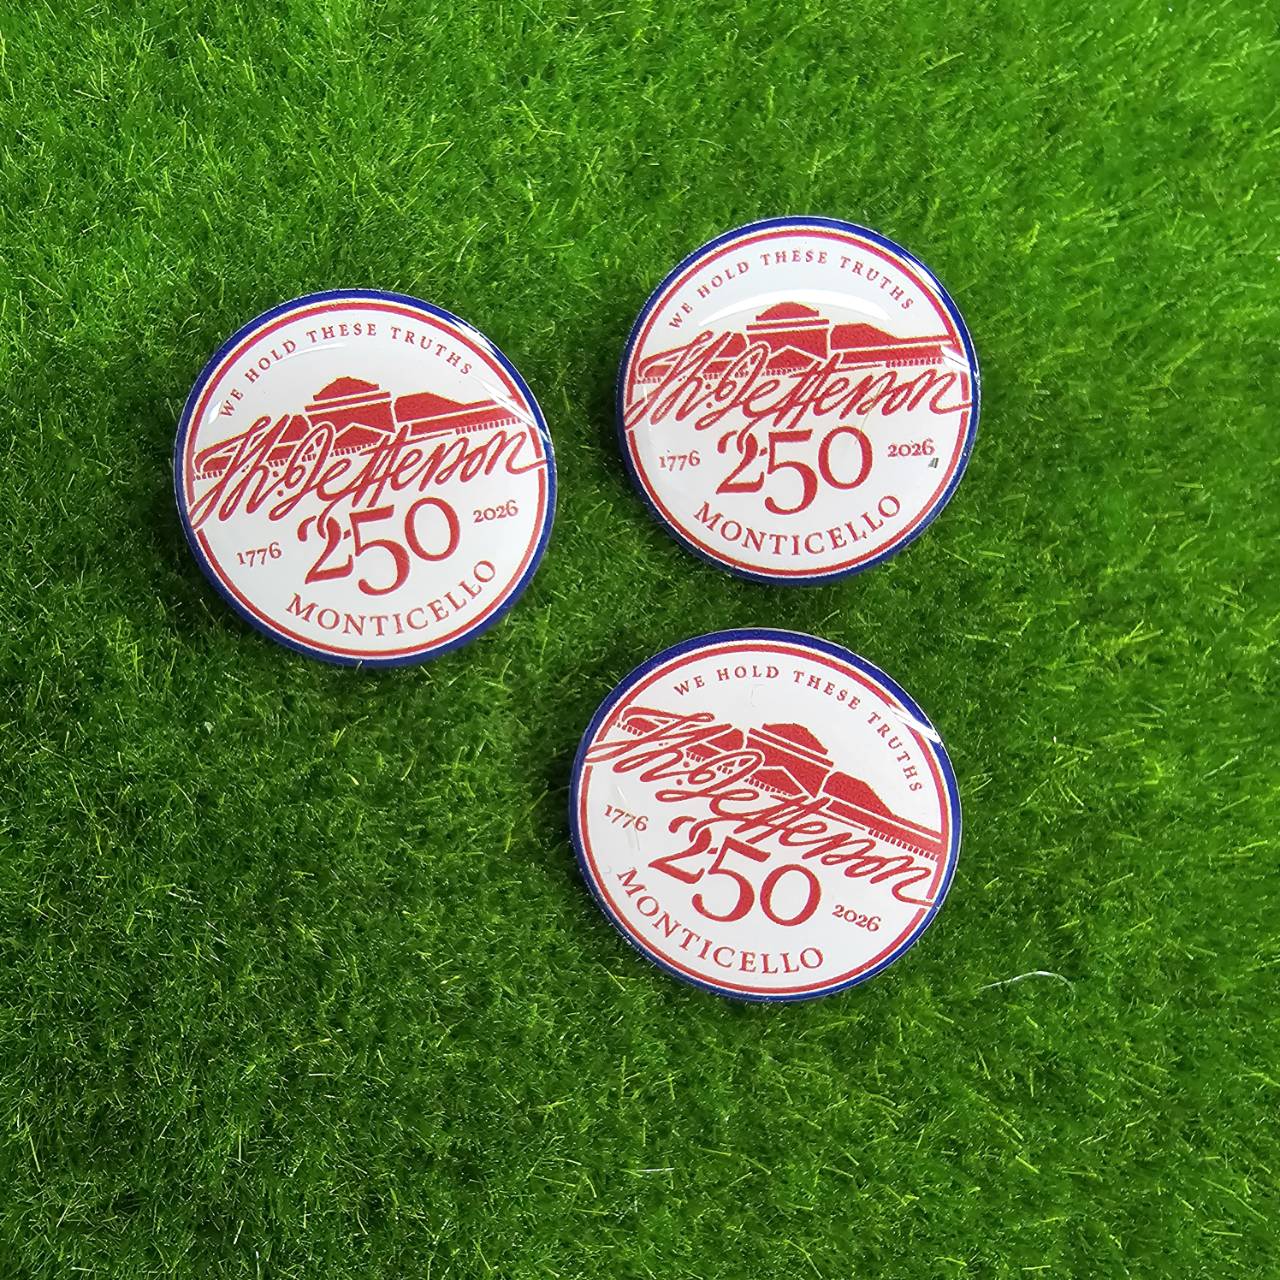 WE HOLD THESE TRUTHS
Th. Jefferson
1776 250 2026
MONTICELLO
WE HOLD THESE TRUTHS
Th. Jefferson
1776 250 2026
MONTICELLO
WE HOLD THESE TRUTHS
Th. Jefferson
1776 250 2026
MONTICELLO